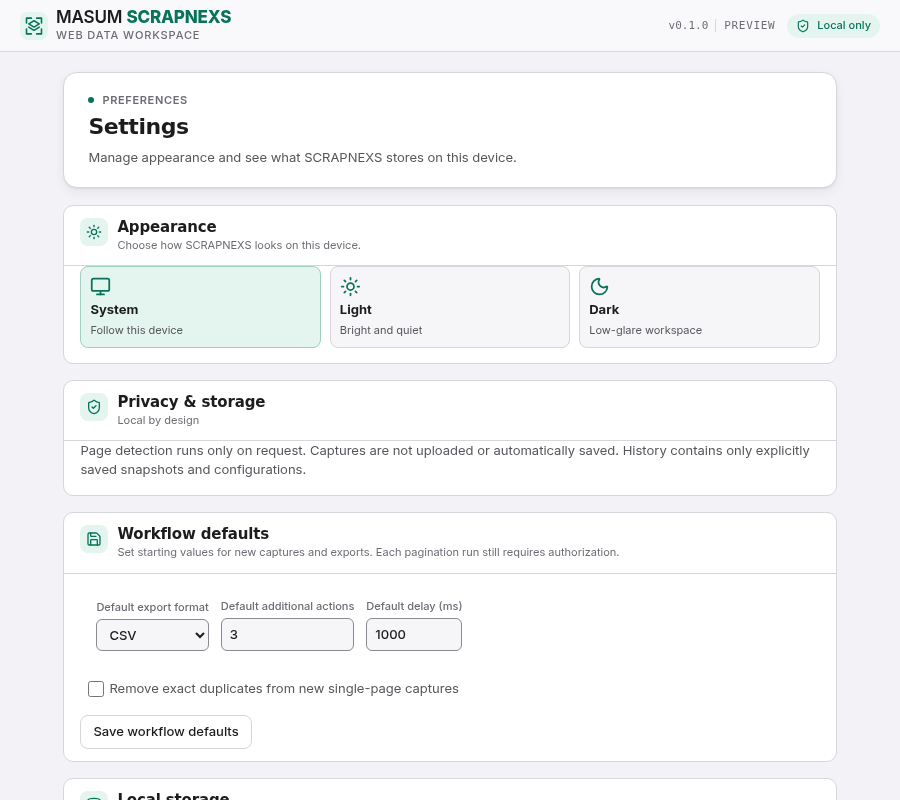 MASUM SCRAPNEXS
WEB DATA WORKSPACE
v0.1.0 PREVIEW
Local only
PREFERENCES
Settings
Manage appearance and see what SCRAPNEXS stores on this device.
Appearance
Choose how SCRAPNEXS looks on this device.
System
Follow this device
Light
Bright and quiet
Dark
Low-glare workspace
Privacy & storage
Local by design
Page detection runs only on request. Captures are not uploaded or automatically saved. History contains only explicitly
saved snapshots and configurations.
Workflow defaults
Set starting values for new captures and exports. Each pagination run still requires authorization.
Default export format
CSV
Default additional actions
3
Default delay (ms)
1000
Remove exact duplicates from new single-page captures
Save workflow defaults
Local storage